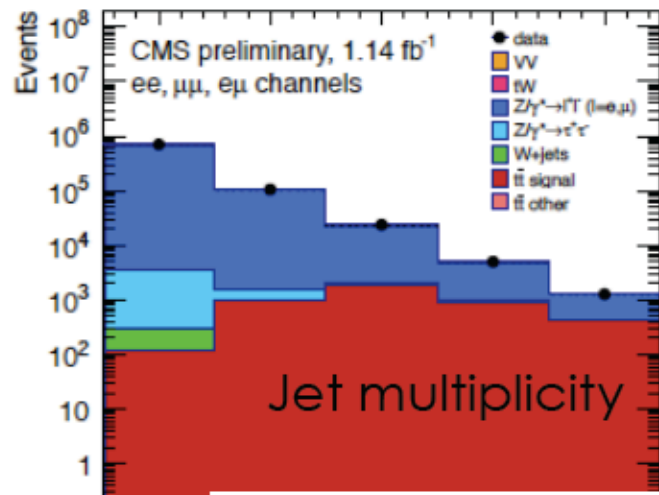 Events
10⁸
10⁷
10⁶
10⁵
10⁴
10³
10²
10
1
CMS preliminary, 1.14 fb⁻¹
ee, μμ, eμ channels
data
VV
tW
Z/γ*→l⁺l⁻ (l=e,μ)
Z/γ*→τ⁺τ⁻
W+jets
tt̄ signal
tt̄ other
Jet multiplicity